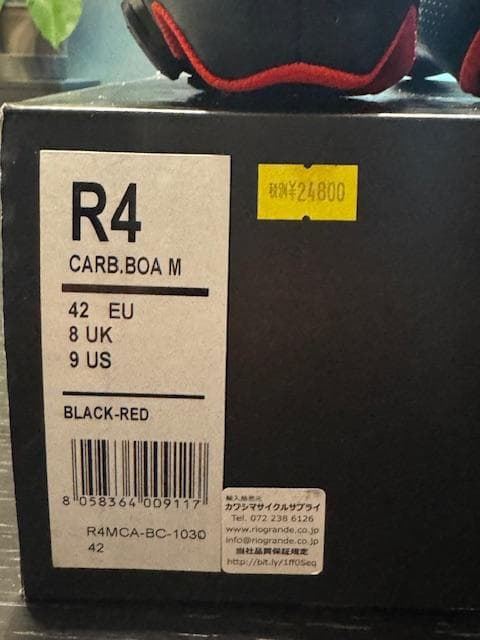 R4
CARB.BOA M
42 EU
8 UK
9 US
BLACK-RED
8 058364 009117
R4MCA-BC-1030
42
税別¥24800
輸入販売元
カワシマサイクルサプライ
Tel. 072 238 6126
www.riogrande.co.jp
info@riogrande.co.jp
当社品質保証規定
http://bit.ly/1ff0Seq